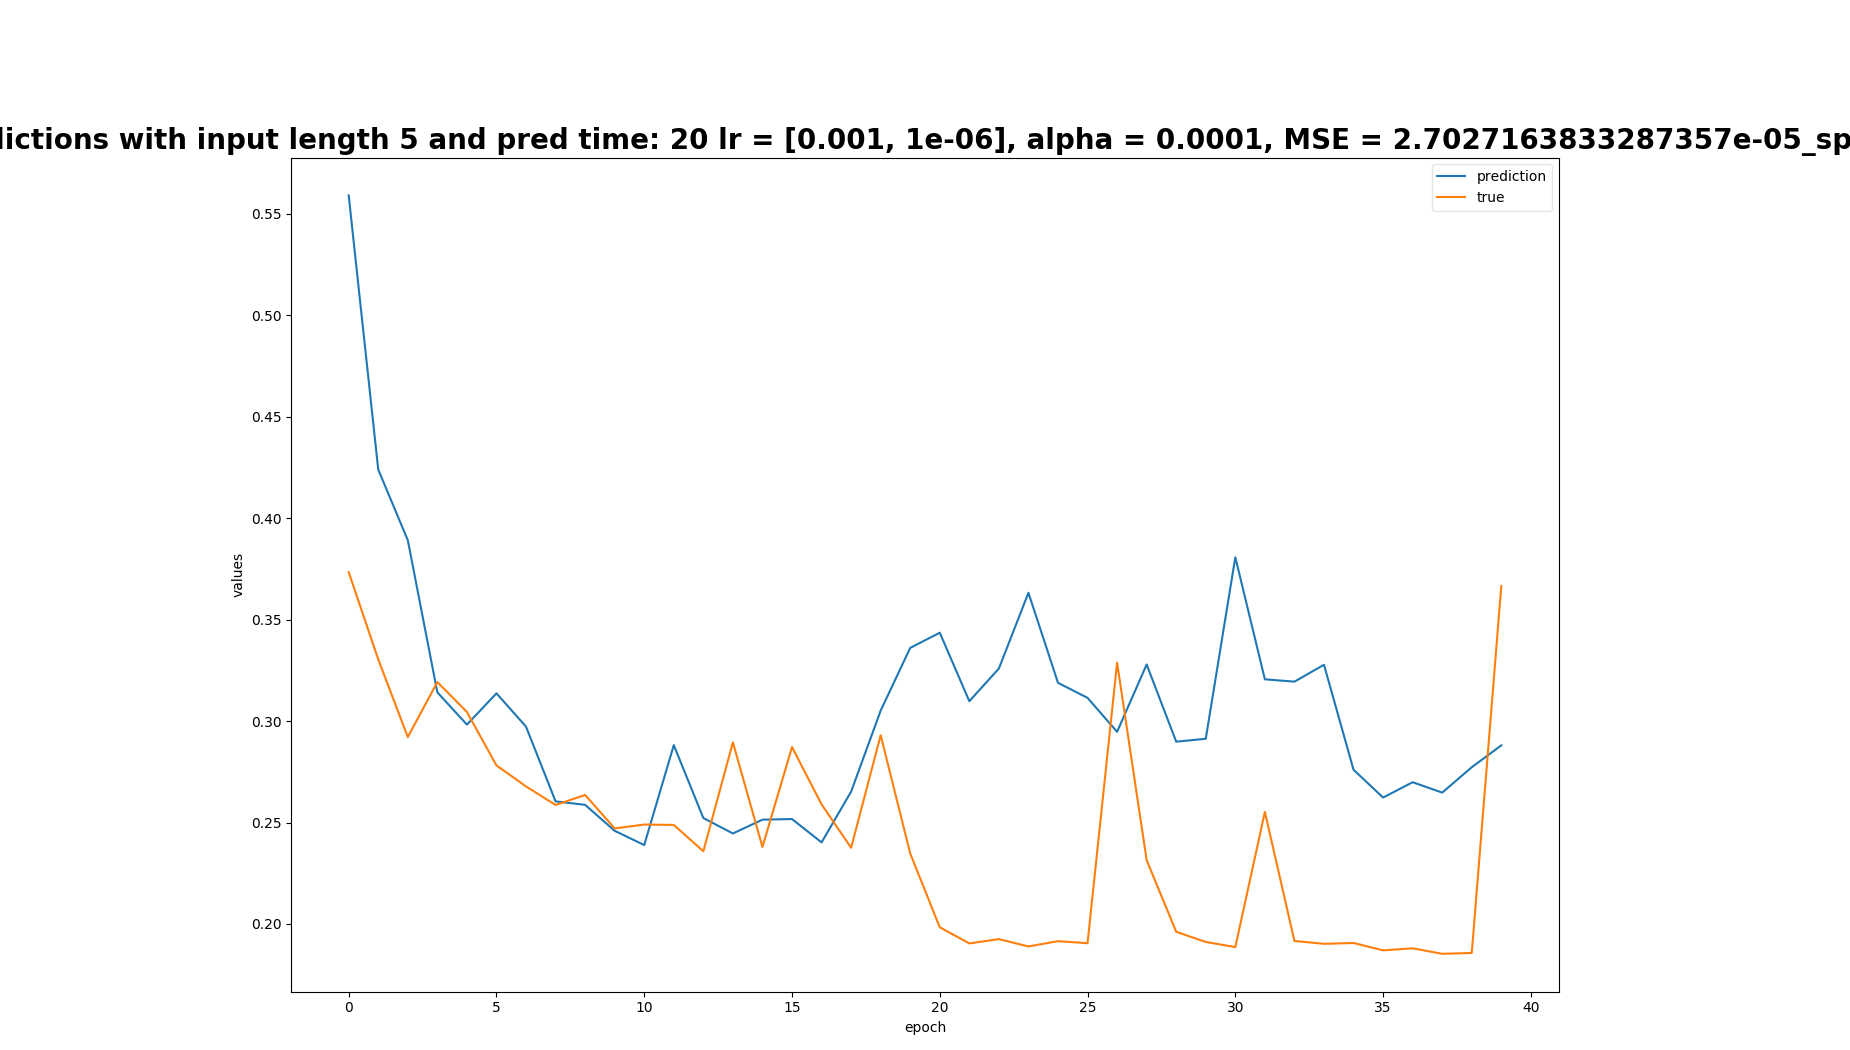 with input length 5 and pred time: 20 lr = [0.001, 1e-06], alpha = 0.0001, MSE = 2.7027163833287357e-05_sp
prediction
true
0.55
0.50
0.45
0.40
0.35
0.30
0.25
0.20
values
0 5 10 15 20 25 30 35 40
epoch